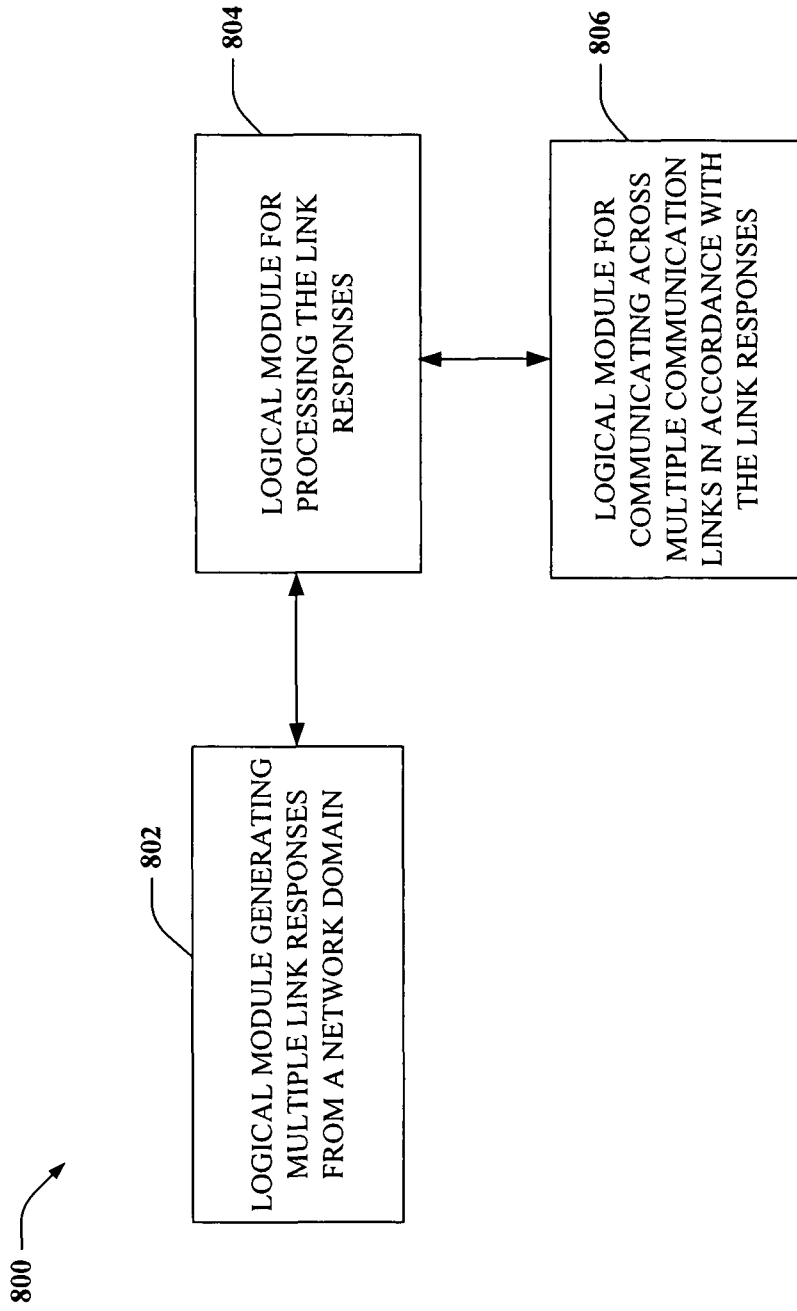 800
802
LOGICAL MODULE GENERATING
MULTIPLE LINK RESPONSES
FROM A NETWORK DOMAIN
804
LOGICAL MODULE FOR
PROCESSING THE LINK
RESPONSES
806
LOGICAL MODULE FOR
COMMUNICATING ACROSS
MULTIPLE COMMUNICATION
LINKS IN ACCORDANCE WITH
THE LINK RESPONSES